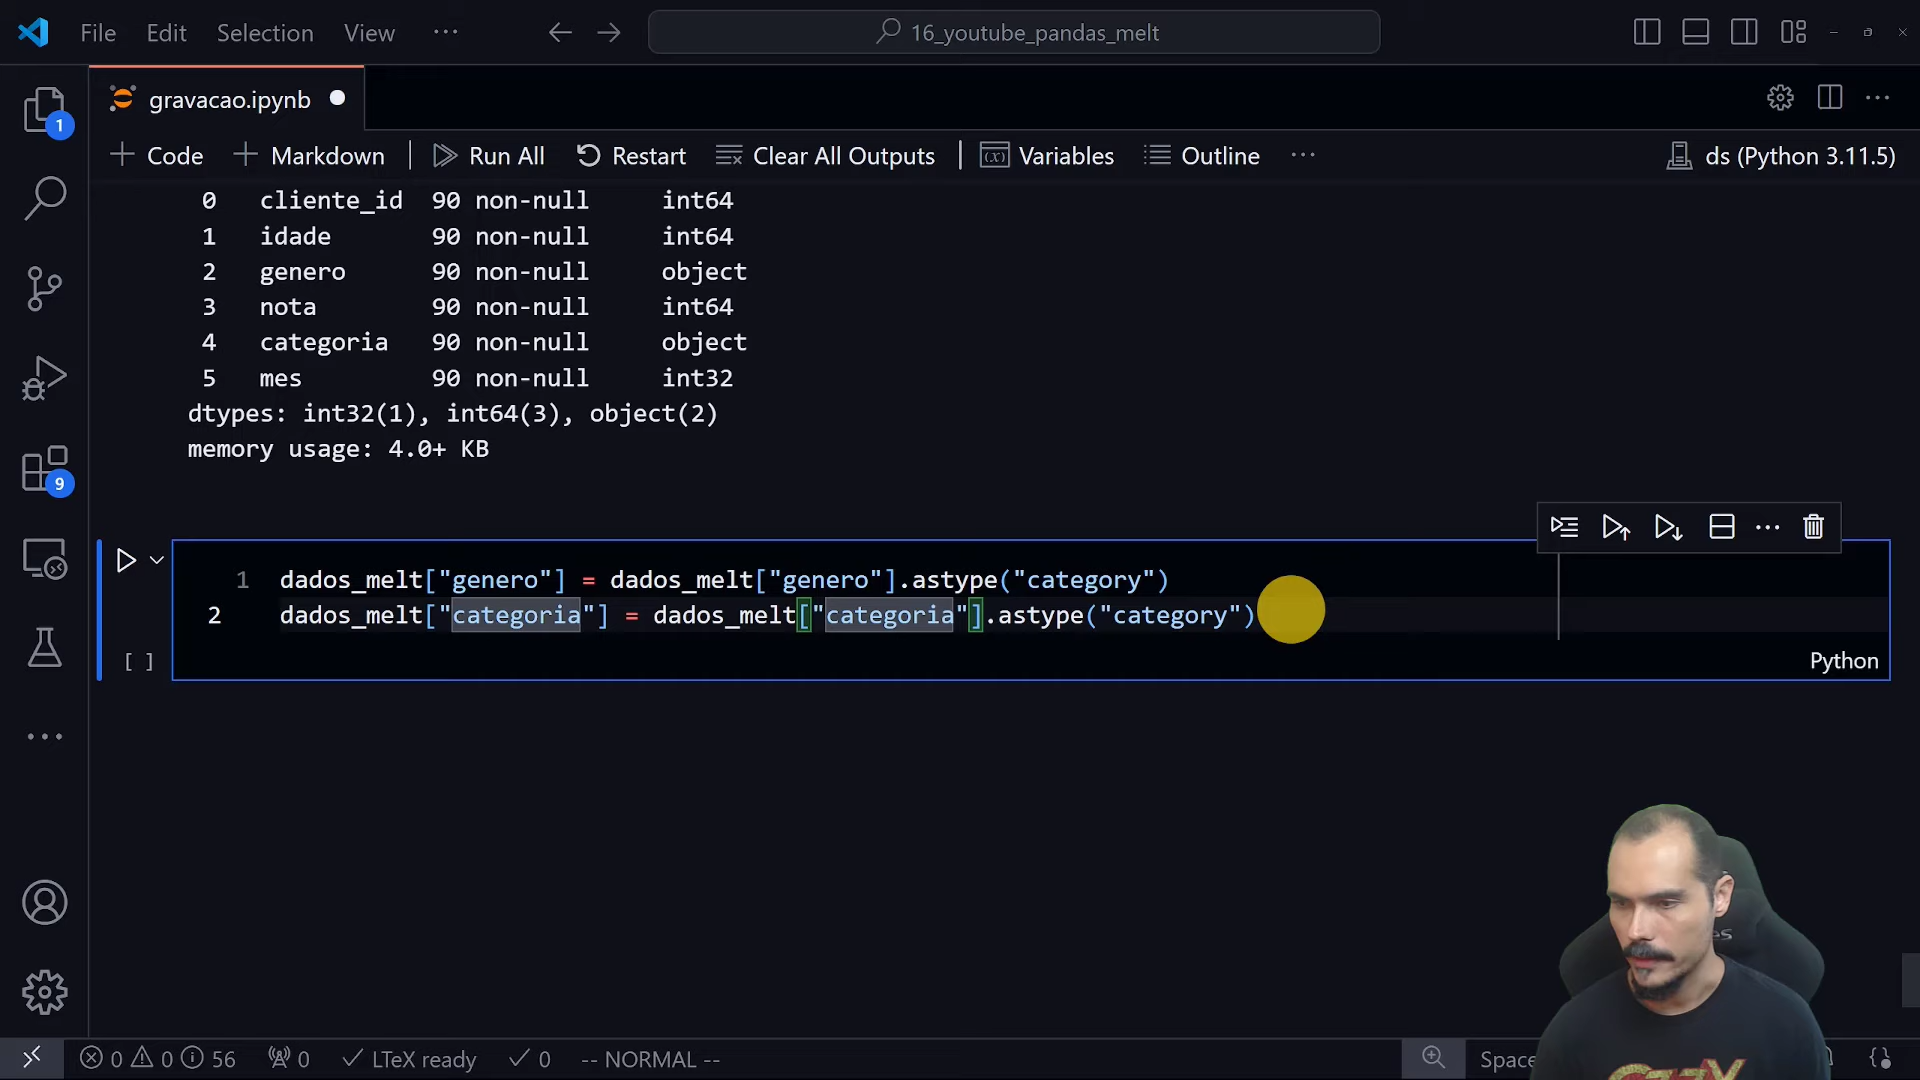 File Edit Selection View ··· 16_youtube_pandas_melt
gravacao.ipynb
Code Markdown Run All Restart Clear All Outputs Variables Outline ··· ds (Python 3.11.5)
0 cliente_id 90 non-null int64
1 idade 90 non-null int64
2 genero 90 non-null object
3 nota 90 non-null int64
4 categoria 90 non-null object
5 mes 90 non-null int32
dtypes: int32(1), int64(3), object(2)
memory usage: 4.0+ KB
1 dados_melt["genero"] = dados_melt["genero"].astype("category")
2 dados_melt["categoria"] = dados_melt["categoria"].astype("category")
[ ] Python
1
9
0 0 56 0 LTeX ready 0 -- NORMAL --